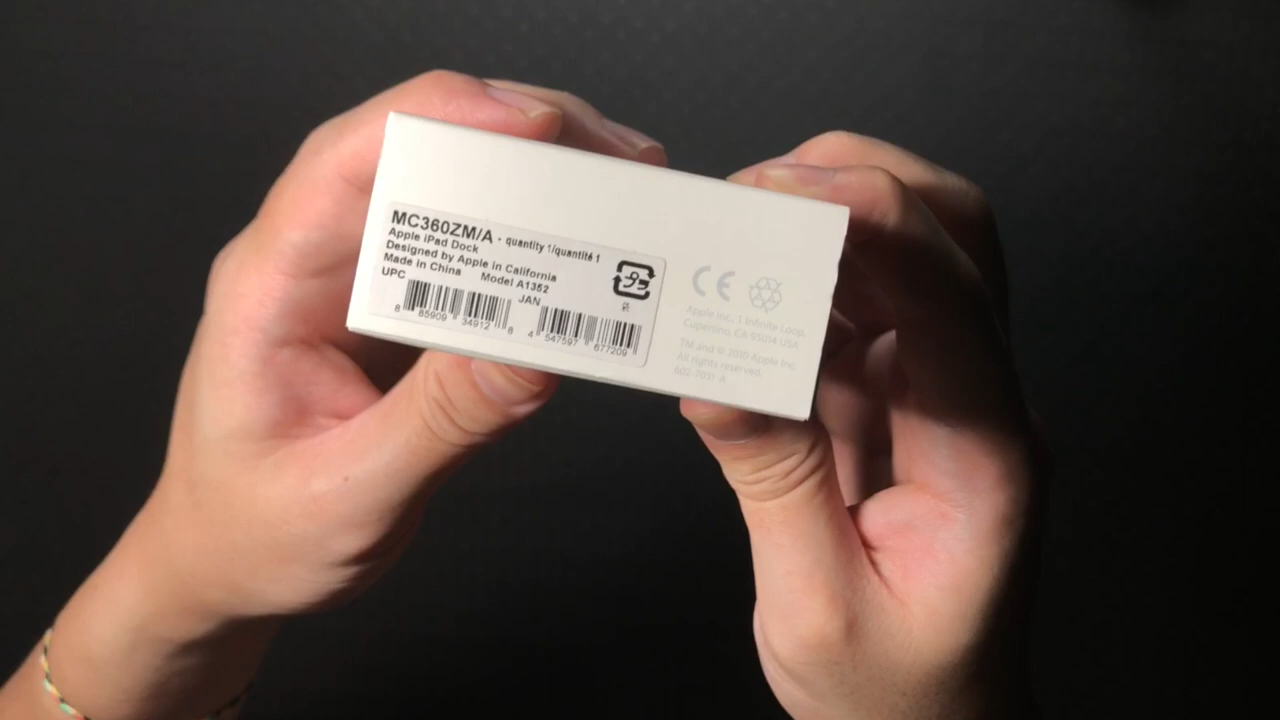 MC360ZM/A - quantity 1/quantité 1
Apple iPad Dock
Designed by Apple in California
Made in China Model A1352
UPC JAN
8 85909 34912 8
4 547597 677209
CE
Apple Inc., 1 Infinite Loop,
Cupertino, CA 95014 USA
TM and © 2010 Apple Inc.
All rights reserved.
602-7031-A